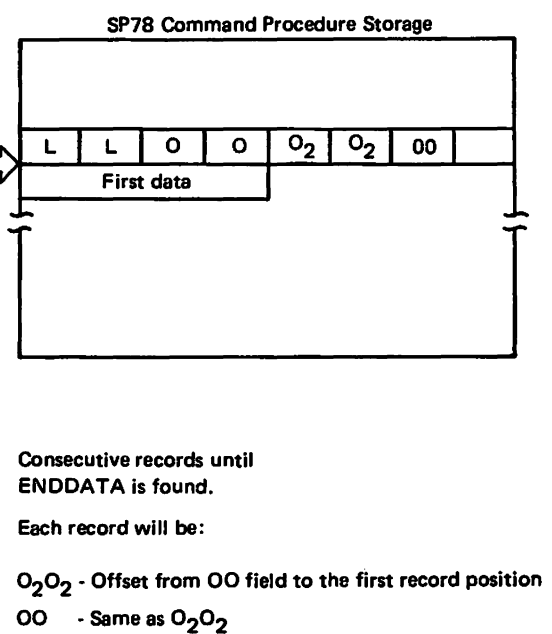 SP78 Command Procedure Storage
L L O O O2 O2 00
First data
Consecutive records until
ENDDATA is found.
Each record will be:
O2O2 - Offset from OO field to the first record position
OO - Same as O2O2